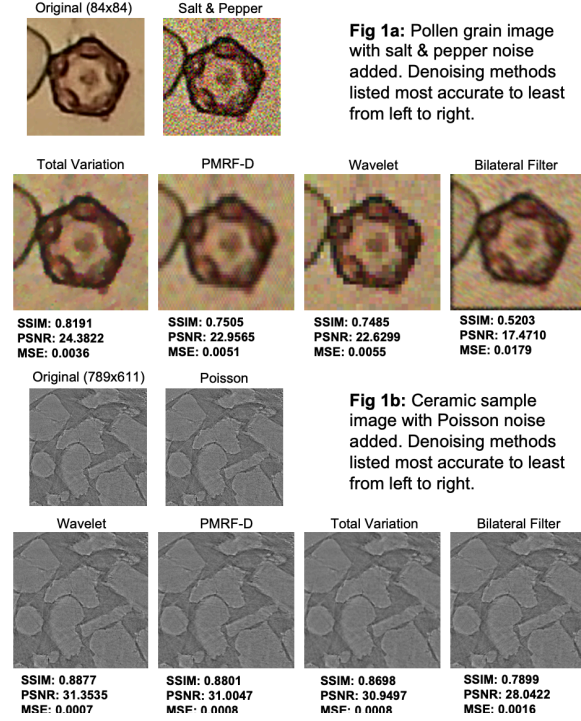 Original (84x84)
Salt & Pepper
Fig 1a: Pollen grain image
with salt & pepper noise
added. Denoising methods
listed most accurate to least
from left to right.
Total Variation
PMRF-D
Wavelet
Bilateral Filter
SSIM: 0.8191
PSNR: 24.3822
MSE: 0.0036
SSIM: 0.7505
PSNR: 22.9565
MSE: 0.0051
SSIM: 0.7485
PSNR: 22.6299
MSE: 0.0055
SSIM: 0.5203
PSNR: 17.4710
MSE: 0.0179
Original (789x611)
Poisson
Fig 1b: Ceramic sample
image with Poisson noise
added. Denoising methods
listed most accurate to least
from left to right.
Wavelet
PMRF-D
Total Variation
Bilateral Filter
SSIM: 0.8877
PSNR: 31.3535
MSE: 0.0007
SSIM: 0.8801
PSNR: 31.0047
MSE: 0.0008
SSIM: 0.8698
PSNR: 30.9497
MSE: 0.0008
SSIM: 0.7899
PSNR: 28.0422
MSE: 0.0016